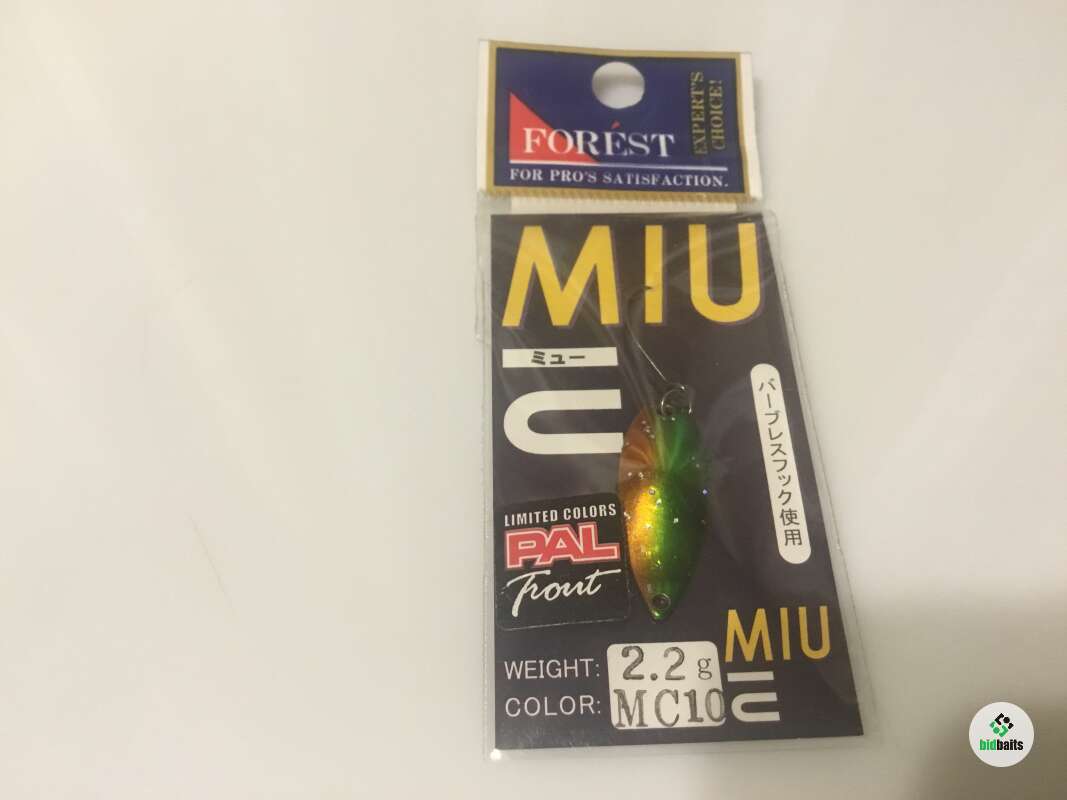 EXPERT'S
CHOICE!
FORÉST
FOR PRO'S SATISFACTION.
MIU
ミュー
バーブレスフック使用
LIMITED COLORS
PAL
Trout
WEIGHT: 2.2g
COLOR: MC10
MIU
bidbaits